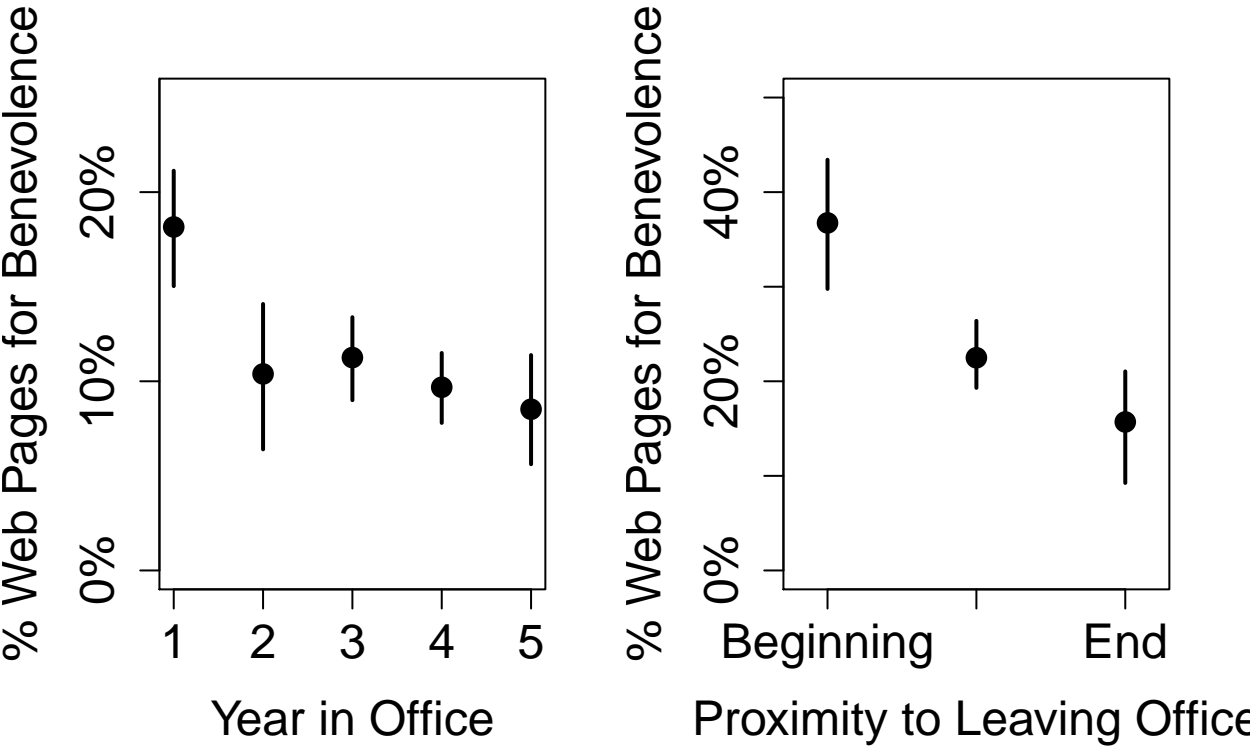 % Web Pages for Benevolence
20%
10%
0%
1 2 3 4 5
Year in Office
% Web Pages for Benevolence
40%
20%
0%
Beginning End
Proximity to Leaving Office